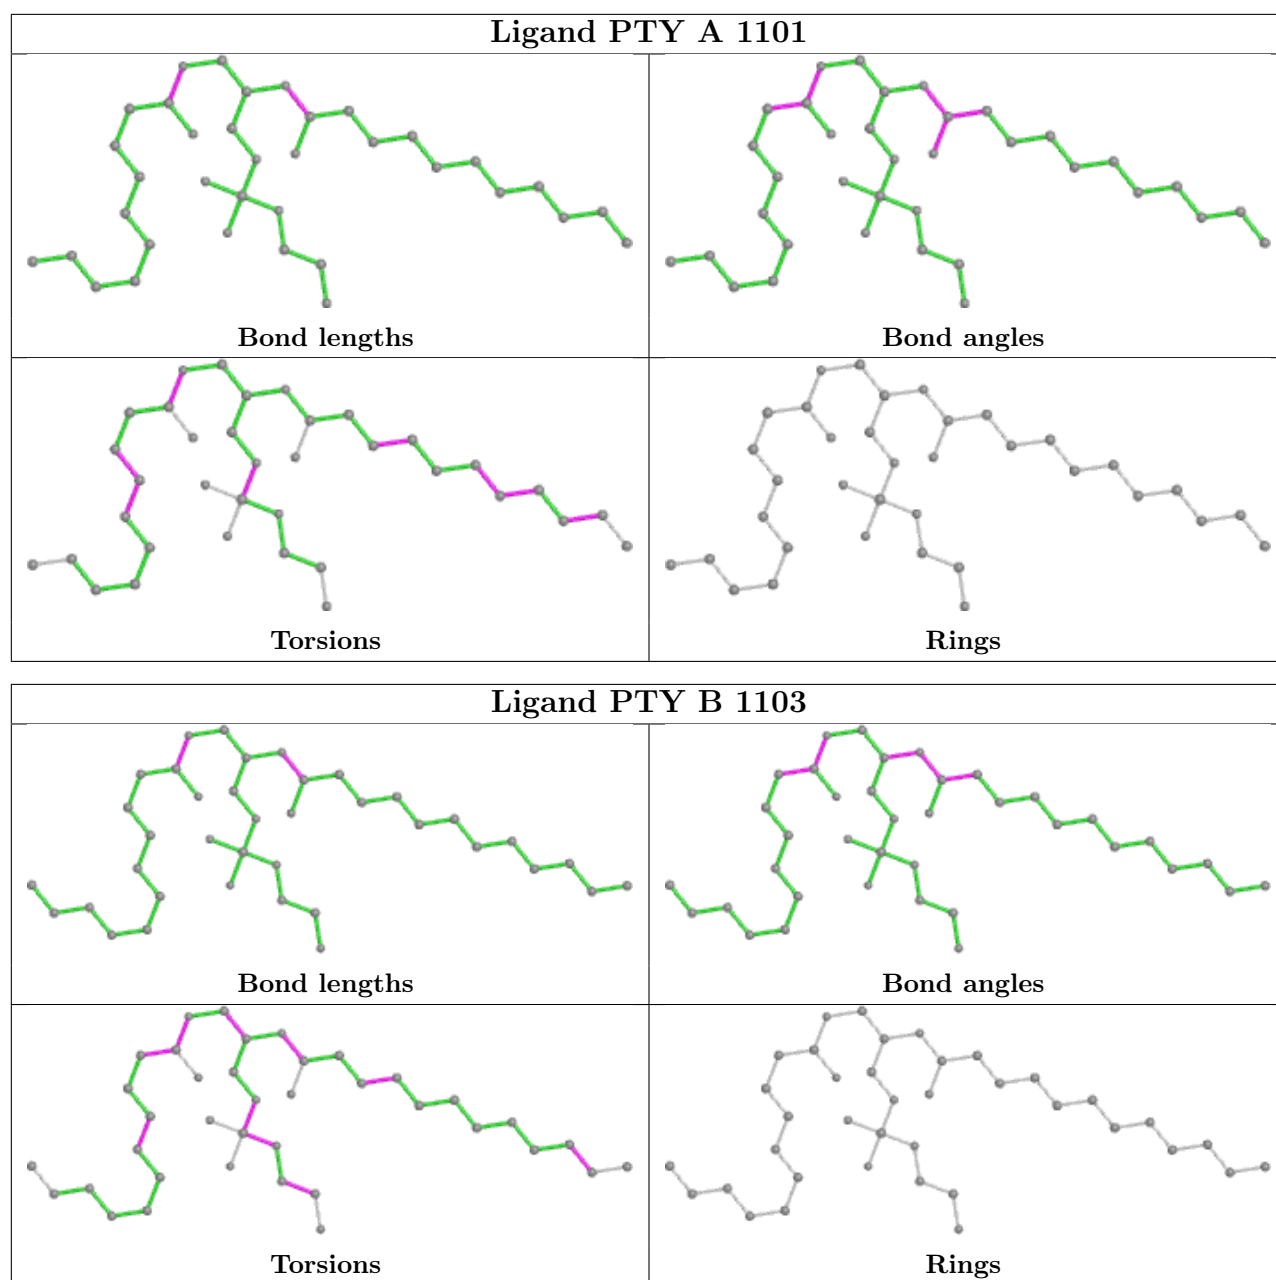 Ligand PTY A 1101
Bond lengths
Bond angles
Torsions
Rings
Ligand PTY B 1103
Bond lengths
Bond angles
Torsions
Rings